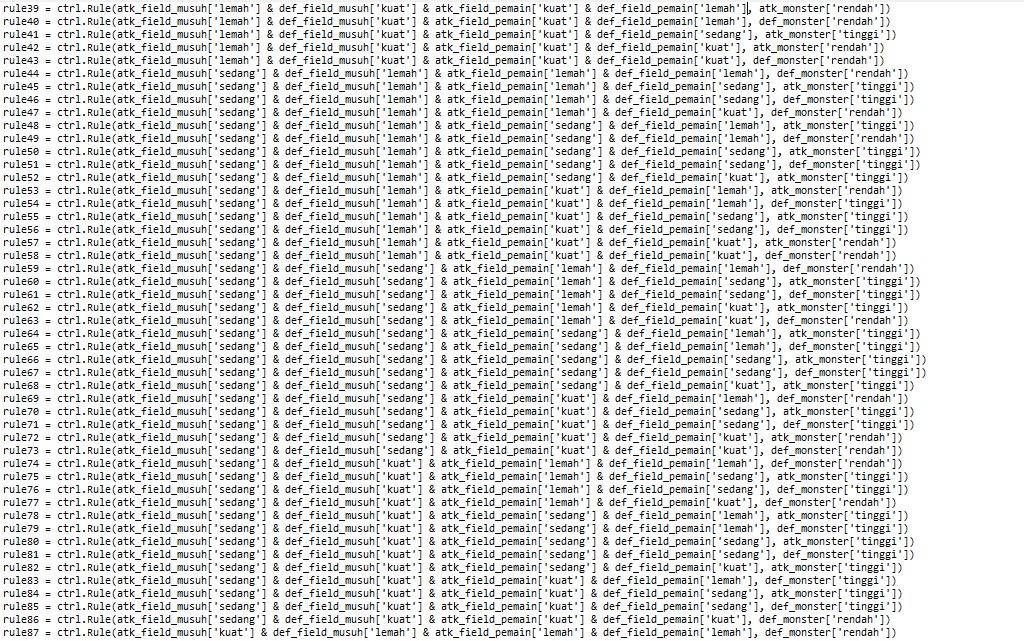 rule39 = ctrl.Rule(atk_field_musuh['lemah'] & def_field_musuh['kuat'] & atk_field_pemain['kuat'] & def_field_pemain['lemah'], atk_monster['rendah'])
rule40 = ctrl.Rule(atk_field_musuh['lemah'] & def_field_musuh['kuat'] & atk_field_pemain['kuat'] & def_field_pemain['lemah'], def_monster['rendah'])
rule41 = ctrl.Rule(atk_field_musuh['lemah'] & def_field_musuh['kuat'] & atk_field_pemain['kuat'] & def_field_pemain['sedang'], atk_monster['tinggi'])
rule42 = ctrl.Rule(atk_field_musuh['lemah'] & def_field_musuh['kuat'] & atk_field_pemain['kuat'] & def_field_pemain['kuat'], atk_monster['rendah'])
rule43 = ctrl.Rule(atk_field_musuh['lemah'] & def_field_musuh['kuat'] & atk_field_pemain['kuat'] & def_field_pemain['kuat'], def_monster['rendah'])
rule44 = ctrl.Rule(atk_field_musuh['sedang'] & def_field_musuh['lemah'] & atk_field_pemain['lemah'] & def_field_pemain['lemah'], def_monster['rendah'])
rule45 = ctrl.Rule(atk_field_musuh['sedang'] & def_field_musuh['lemah'] & atk_field_pemain['lemah'] & def_field_pemain['sedang'], atk_monster['tinggi'])
rule46 = ctrl.Rule(atk_field_musuh['sedang'] & def_field_musuh['lemah'] & atk_field_pemain['lemah'] & def_field_pemain['sedang'], def_monster['tinggi'])
rule47 = ctrl.Rule(atk_field_musuh['sedang'] & def_field_musuh['lemah'] & atk_field_pemain['lemah'] & def_field_pemain['kuat'], def_monster['rendah'])
rule48 = ctrl.Rule(atk_field_musuh['sedang'] & def_field_musuh['lemah'] & atk_field_pemain['sedang'] & def_field_pemain['lemah'], atk_monster['tinggi'])
rule49 = ctrl.Rule(atk_field_musuh['sedang'] & def_field_musuh['lemah'] & atk_field_pemain['sedang'] & def_field_pemain['lemah'], def_monster['rendah'])
rule50 = ctrl.Rule(atk_field_musuh['sedang'] & def_field_musuh['lemah'] & atk_field_pemain['sedang'] & def_field_pemain['sedang'], atk_monster['tinggi'])
rule51 = ctrl.Rule(atk_field_musuh['sedang'] & def_field_musuh['lemah'] & atk_field_pemain['sedang'] & def_field_pemain['sedang'], def_monster['tinggi'])
rule52 = ctrl.Rule(atk_field_musuh['sedang'] & def_field_musuh['lemah'] & atk_field_pemain['sedang'] & def_field_pemain['kuat'], atk_monster['tinggi'])
rule53 = ctrl.Rule(atk_field_musuh['sedang'] & def_field_musuh['lemah'] & atk_field_pemain['kuat'] & def_field_pemain['lemah'], atk_monster['rendah'])
rule54 = ctrl.Rule(atk_field_musuh['sedang'] & def_field_musuh['lemah'] & atk_field_pemain['kuat'] & def_field_pemain['lemah'], def_monster['tinggi'])
rule55 = ctrl.Rule(atk_field_musuh['sedang'] & def_field_musuh['lemah'] & atk_field_pemain['kuat'] & def_field_pemain['sedang'], atk_monster['tinggi'])
rule56 = ctrl.Rule(atk_field_musuh['sedang'] & def_field_musuh['lemah'] & atk_field_pemain['kuat'] & def_field_pemain['sedang'], def_monster['tinggi'])
rule57 = ctrl.Rule(atk_field_musuh['sedang'] & def_field_musuh['lemah'] & atk_field_pemain['kuat'] & def_field_pemain['kuat'], atk_monster['rendah'])
rule58 = ctrl.Rule(atk_field_musuh['sedang'] & def_field_musuh['lemah'] & atk_field_pemain['kuat'] & def_field_pemain['kuat'], def_monster['rendah'])
rule59 = ctrl.Rule(atk_field_musuh['sedang'] & def_field_musuh['sedang'] & atk_field_pemain['lemah'] & def_field_pemain['lemah'], def_monster['rendah'])
rule60 = ctrl.Rule(atk_field_musuh['sedang'] & def_field_musuh['sedang'] & atk_field_pemain['lemah'] & def_field_pemain['sedang'], atk_monster['tinggi'])
rule61 = ctrl.Rule(atk_field_musuh['sedang'] & def_field_musuh['sedang'] & atk_field_pemain['lemah'] & def_field_pemain['sedang'], def_monster['tinggi'])
rule62 = ctrl.Rule(atk_field_musuh['sedang'] & def_field_musuh['sedang'] & atk_field_pemain['lemah'] & def_field_pemain['kuat'], atk_monster['tinggi'])
rule63 = ctrl.Rule(atk_field_musuh['sedang'] & def_field_musuh['sedang'] & atk_field_pemain['lemah'] & def_field_pemain['kuat'], def_monster['rendah'])
rule64 = ctrl.Rule(atk_field_musuh['sedang'] & def_field_musuh['sedang'] & atk_field_pemain['sedang'] & def_field_pemain['lemah'], atk_monster['tinggi'])
rule65 = ctrl.Rule(atk_field_musuh['sedang'] & def_field_musuh['sedang'] & atk_field_pemain['sedang'] & def_field_pemain['lemah'], def_monster['tinggi'])
rule66 = ctrl.Rule(atk_field_musuh['sedang'] & def_field_musuh['sedang'] & atk_field_pemain['sedang'] & def_field_pemain['sedang'], atk_monster['tinggi'])
rule67 = ctrl.Rule(atk_field_musuh['sedang'] & def_field_musuh['sedang'] & atk_field_pemain['sedang'] & def_field_pemain['sedang'], def_monster['tinggi'])
rule68 = ctrl.Rule(atk_field_musuh['sedang'] & def_field_musuh['sedang'] & atk_field_pemain['sedang'] & def_field_pemain['kuat'], atk_monster['tinggi'])
rule69 = ctrl.Rule(atk_field_musuh['sedang'] & def_field_musuh['sedang'] & atk_field_pemain['kuat'] & def_field_pemain['lemah'], def_monster['rendah'])
rule70 = ctrl.Rule(atk_field_musuh['sedang'] & def_field_musuh['sedang'] & atk_field_pemain['kuat'] & def_field_pemain['sedang'], atk_monster['tinggi'])
rule71 = ctrl.Rule(atk_field_musuh['sedang'] & def_field_musuh['sedang'] & atk_field_pemain['kuat'] & def_field_pemain['sedang'], def_monster['tinggi'])
rule72 = ctrl.Rule(atk_field_musuh['sedang'] & def_field_musuh['sedang'] & atk_field_pemain['kuat'] & def_field_pemain['kuat'], atk_monster['rendah'])
rule73 = ctrl.Rule(atk_field_musuh['sedang'] & def_field_musuh['sedang'] & atk_field_pemain['kuat'] & def_field_pemain['kuat'], def_monster['rendah'])
rule74 = ctrl.Rule(atk_field_musuh['sedang'] & def_field_musuh['kuat'] & atk_field_pemain['lemah'] & def_field_pemain['lemah'], def_monster['rendah'])
rule75 = ctrl.Rule(atk_field_musuh['sedang'] & def_field_musuh['kuat'] & atk_field_pemain['lemah'] & def_field_pemain['sedang'], atk_monster['tinggi'])
rule76 = ctrl.Rule(atk_field_musuh['sedang'] & def_field_musuh['kuat'] & atk_field_pemain['lemah'] & def_field_pemain['sedang'], def_monster['tinggi'])
rule77 = ctrl.Rule(atk_field_musuh['sedang'] & def_field_musuh['kuat'] & atk_field_pemain['lemah'] & def_field_pemain['kuat'], def_monster['rendah'])
rule78 = ctrl.Rule(atk_field_musuh['sedang'] & def_field_musuh['kuat'] & atk_field_pemain['sedang'] & def_field_pemain['lemah'], atk_monster['tinggi'])
rule79 = ctrl.Rule(atk_field_musuh['sedang'] & def_field_musuh['kuat'] & atk_field_pemain['sedang'] & def_field_pemain['lemah'], def_monster['tinggi'])
rule80 = ctrl.Rule(atk_field_musuh['sedang'] & def_field_musuh['kuat'] & atk_field_pemain['sedang'] & def_field_pemain['sedang'], atk_monster['tinggi'])
rule81 = ctrl.Rule(atk_field_musuh['sedang'] & def_field_musuh['kuat'] & atk_field_pemain['sedang'] & def_field_pemain['sedang'], def_monster['tinggi'])
rule82 = ctrl.Rule(atk_field_musuh['sedang'] & def_field_musuh['kuat'] & atk_field_pemain['sedang'] & def_field_pemain['kuat'], atk_monster['tinggi'])
rule83 = ctrl.Rule(atk_field_musuh['sedang'] & def_field_musuh['kuat'] & atk_field_pemain['kuat'] & def_field_pemain['lemah'], def_monster['tinggi'])
rule84 = ctrl.Rule(atk_field_musuh['sedang'] & def_field_musuh['kuat'] & atk_field_pemain['kuat'] & def_field_pemain['sedang'], atk_monster['rendah'])
rule85 = ctrl.Rule(atk_field_musuh['sedang'] & def_field_musuh['kuat'] & atk_field_pemain['kuat'] & def_field_pemain['sedang'], def_monster['tinggi'])
rule86 = ctrl.Rule(atk_field_musuh['sedang'] & def_field_musuh['kuat'] & atk_field_pemain['kuat'] & def_field_pemain['kuat'], def_monster['rendah'])
rule87 = ctrl.Rule(atk_field_musuh['kuat'] & def_field_musuh['lemah'] & atk_field_pemain['lemah'] & def_field_pemain['lemah'], def_monster['rendah'])